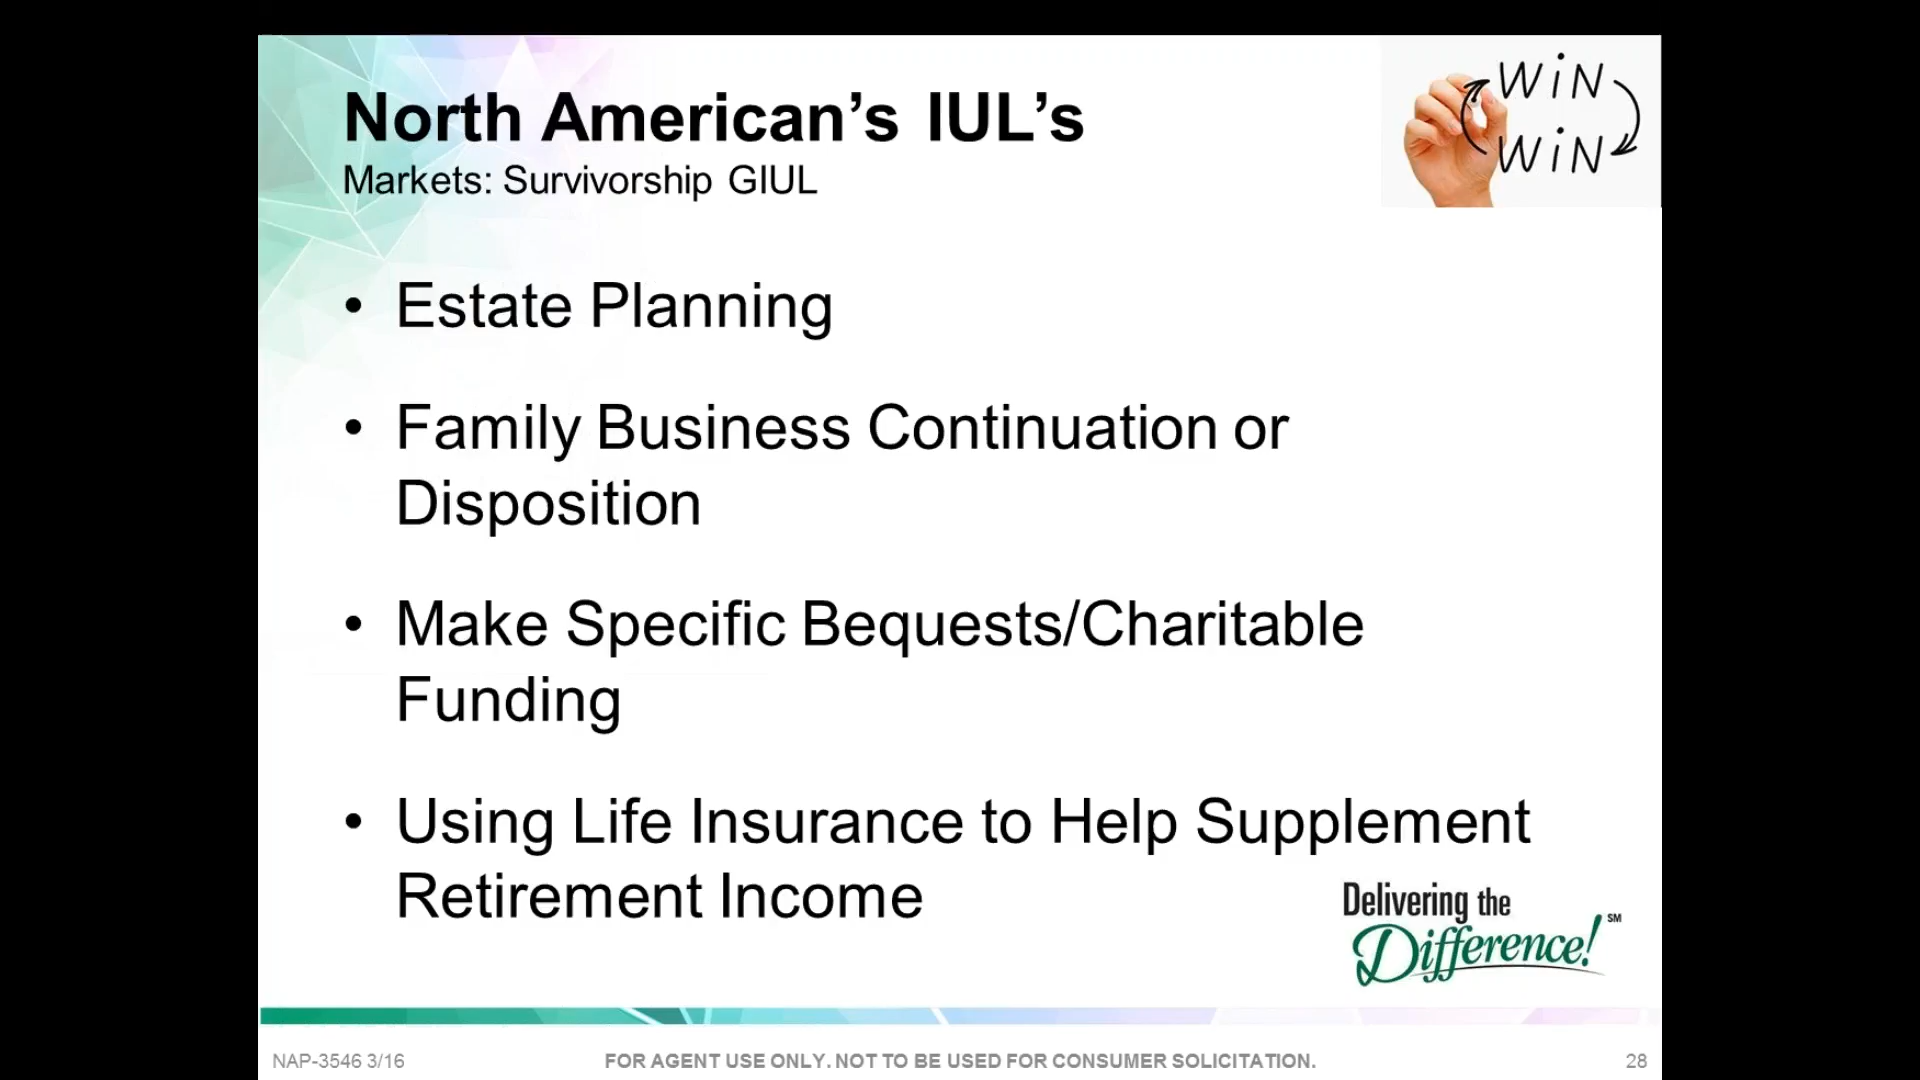 North American’s IUL’s
Markets: Survivorship GIUL
WiN
WiN
• Estate Planning
• Family Business Continuation or
Disposition
• Make Specific Bequests/Charitable
Funding
• Using Life Insurance to Help Supplement
Retirement Income
Delivering the
Difference! SM
NAP-3546 3/16
FOR AGENT USE ONLY. NOT TO BE USED FOR CONSUMER SOLICITATION.
28